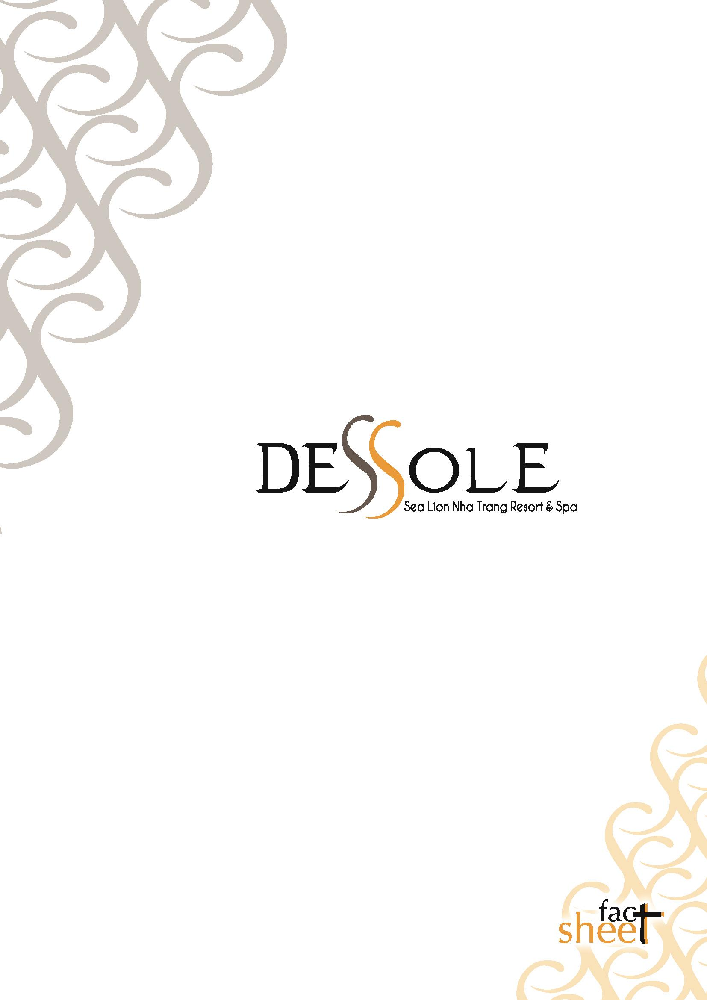 DESSOLE
Sea Lion Nha Trang Resort & Spa
fact
sheet